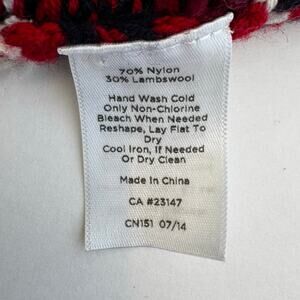 70% Nylon
30% Lambswool
Hand Wash Cold
Only Non-Chlorine
Bleach When Needed
Reshape, Lay Flat To
Dry
Cool Iron, If Needed
Or Dry Clean
Made In China
CA #23147
CN151 07/14